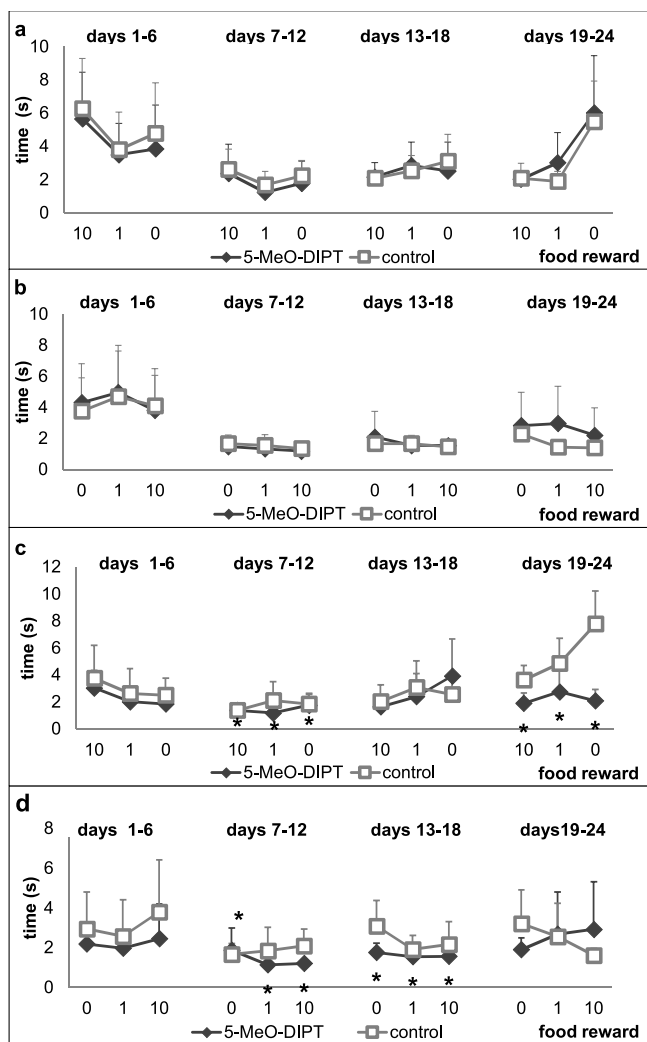 a
days 1-6 days 7-12 days 13-18 days 19-24
10
8
6
4
2
0
time (s)
10 1 0 10 1 0 10 1 0 10 1 0
5-MeO-DIPT control food reward
b
days 1-6 days 7-12 days 13-18 days 19-24
10
8
6
4
2
0
time (s)
0 1 10 0 1 10 0 1 10 0 1 10
5-MeO-DIPT control food reward
c
days 1-6 days 7-12 days 13-18 days 19-24
12
10
8
6
4
2
0
time (s)
* * * * * *
10 1 0 10 1 0 10 1 0 10 1 0
5-MeO-DIPT control food reward
d
days 1-6 days 7-12 days 13-18 days19-24
8
6
4
2
0
time (s)
*
* * * * *
0 1 10 0 1 10 0 1 10 0 1 10
5-MeO-DIPT control food reward